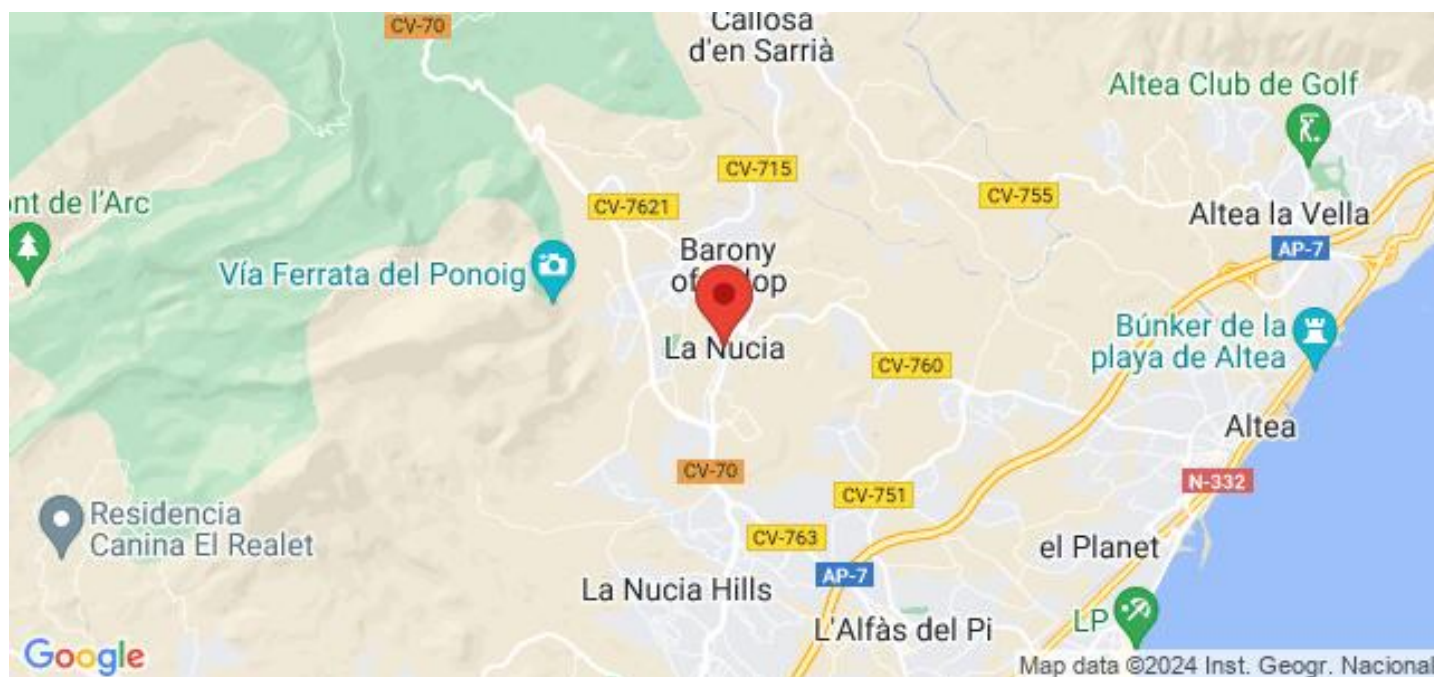 CV-70
Callosa
d'en Sarrià
Altea Club de Golf
CV-715
CV-755
ont de l'Arc
CV-7621
Altea la Vella
AP-7
Barony
Vía Ferrata del Ponoig
La Nucia
Búnker de la
playa de Altea
CV-760
Altea
CV-70
N-332
CV-751
Residencia
Canina El Realet
CV-763
el Planet
AP-7
La Nucia Hills
LP
L'Alfàs del Pi
Google
Map data ©2024 Inst. Geogr. Nacional